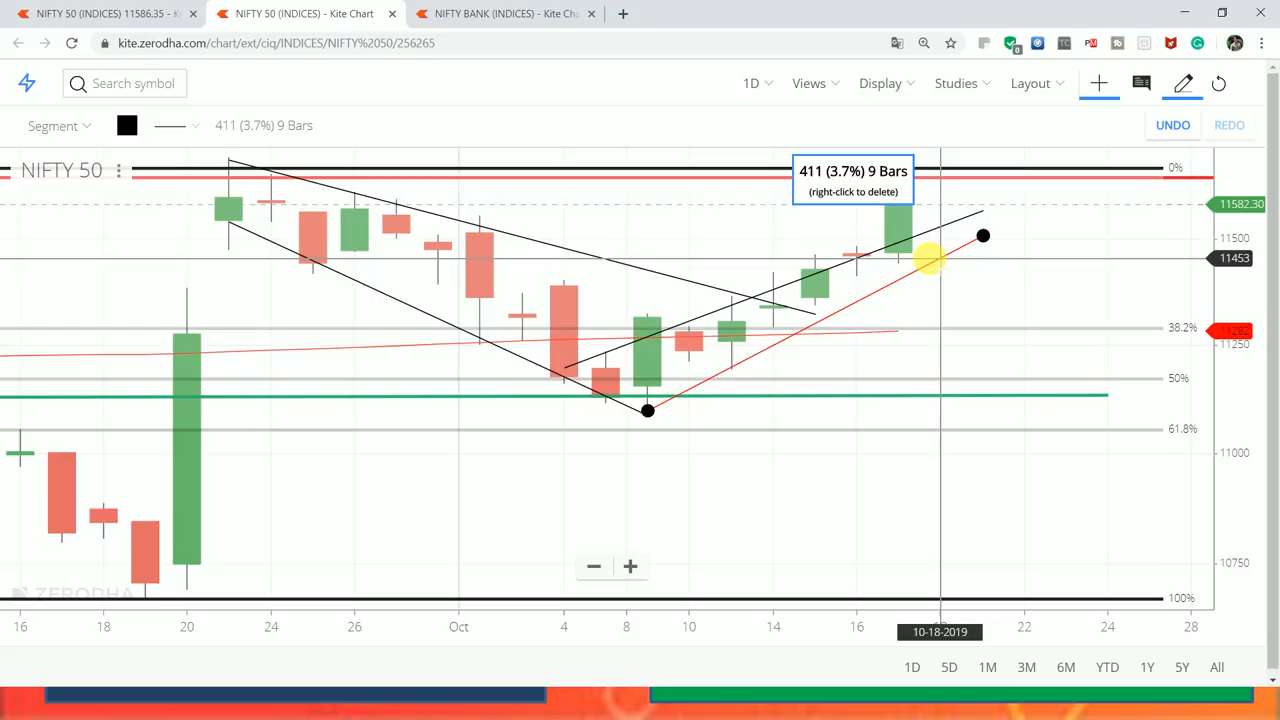 NIFTY 50 (INDICES) 11586.35 - K
NIFTY 50 (INDICES) - Kite Chart
NIFTY BANK (INDICES) - Kite Cha
kite.zerodha.com/chart/ext/ciq/INDICES/NIFTY%2050/256265
Search symbol
1D Views Display Studies Layout
Segment 411 (3.7%) 9 Bars
UNDO REDO
NIFTY 50
411 (3.7%) 9 Bars
(right-click to delete)
0%
11582.30
11500
11453
38.2%
11282
11250
50%
61.8%
11000
10750
ZERODHA
100%
16 18 20 24 26 Oct 4 8 10 14 16 22 24 28
10-18-2019
1D 5D 1M 3M 6M YTD 1Y 5Y All